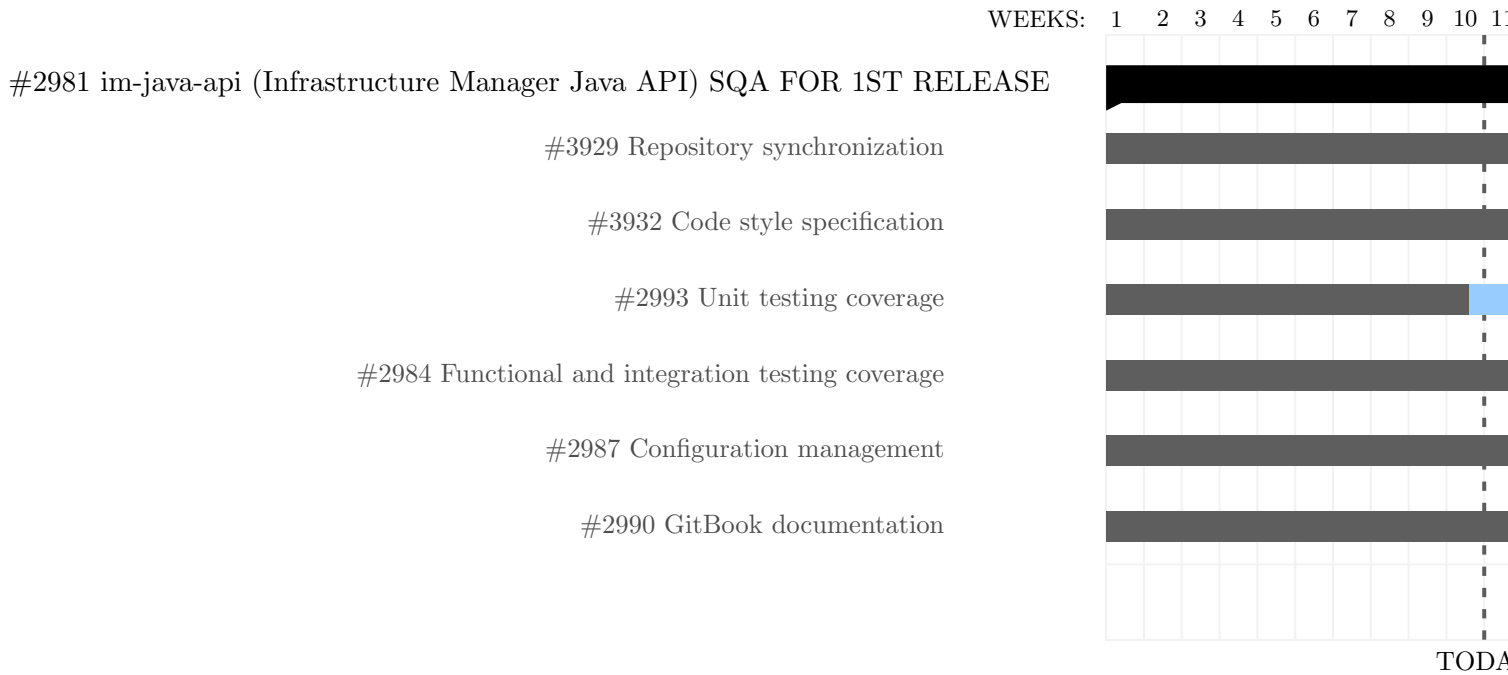 WEEKS: 1 2 3 4 5 6 7 8 9 10 11
#2981 im-java-api (Infrastructure Manager Java API) SQA FOR 1ST RELEASE
#3929 Repository synchronization
#3932 Code style specification
#2993 Unit testing coverage
#2984 Functional and integration testing coverage
#2987 Configuration management
#2990 GitBook documentation
TODA